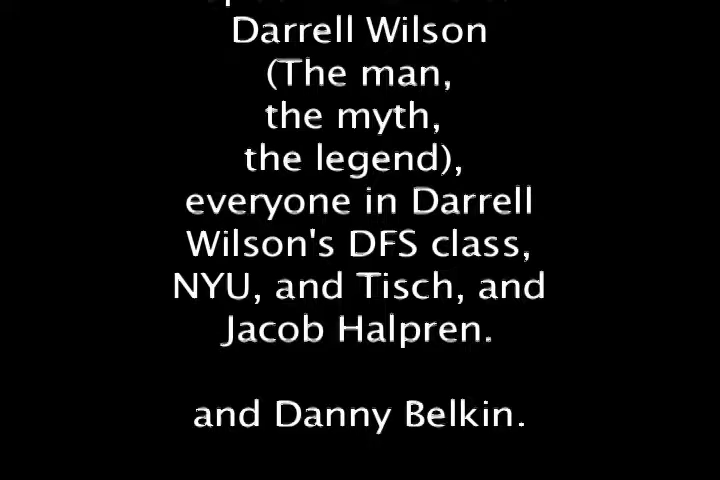 Darrell Wilson
(The man,
the myth,
the legend),
everyone in Darrell
Wilson's DFS class,
NYU, and Tisch, and
Jacob Halpren.
and Danny Belkin.